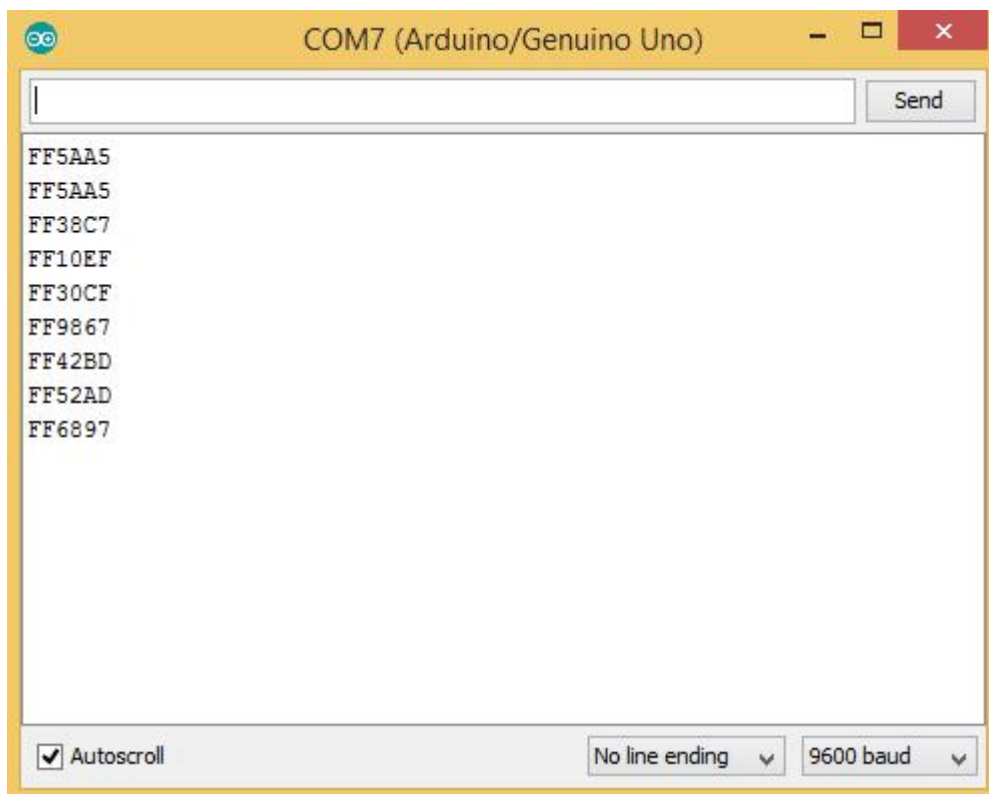 COM7 (Arduino/Genuino Uno)
Send
FF5AA5
FF5AA5
FF38C7
FF10EF
FF30CF
FF9867
FF42BD
FF52AD
FF6897
Autoscroll
No line ending
9600 baud